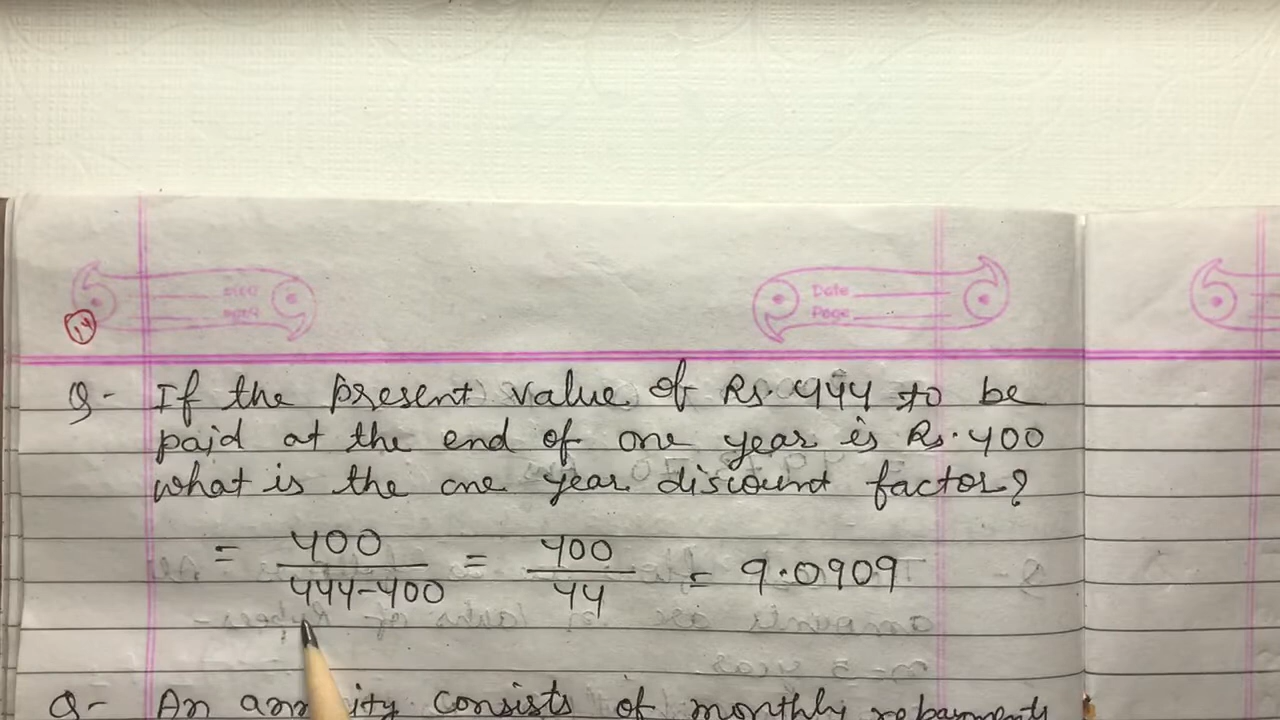 Date
Page
14
Q- If the present value of Rs. 444 to be
paid at the end of one year is Rs. 400
what is the one year discount factor?
= 400 / 444-400 = 400 / 44 = 9.0909
Q- An annuity consists of monthly repayments